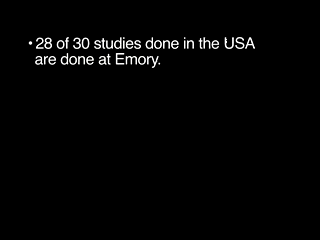 • 28 of 30 studies done in the USA
are done at Emory.